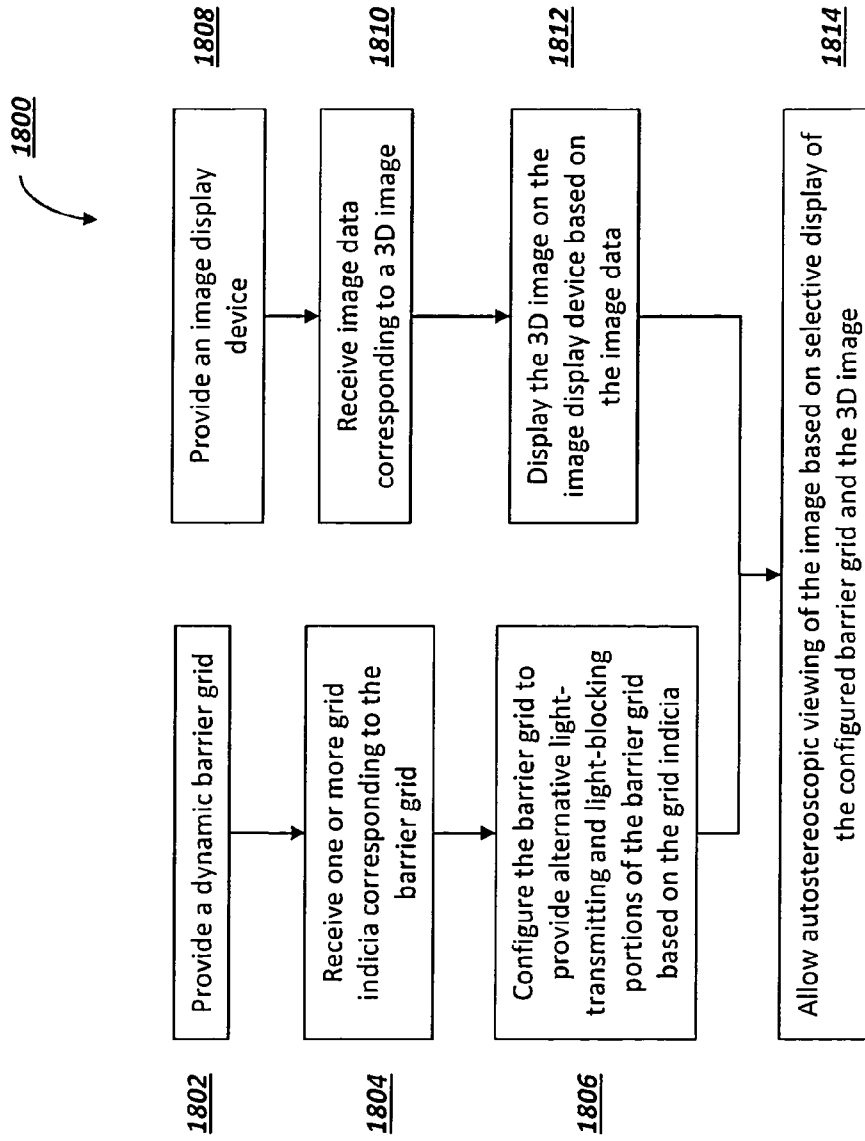 1800
1802
Provide a dynamic barrier grid
1804
Receive one or more grid
indicia corresponding to the
barrier grid
1806
Configure the barrier grid to
provide alternative light-
transmitting and light-blocking
portions of the barrier grid
based on the grid indicia
Provide an image display
device
1808
Receive image data
corresponding to a 3D image
1810
Display the 3D image on the
image display device based on
the image data
1812
Allow autostereoscopic viewing of the image based on selective display of
the configured barrier grid and the 3D image
1814